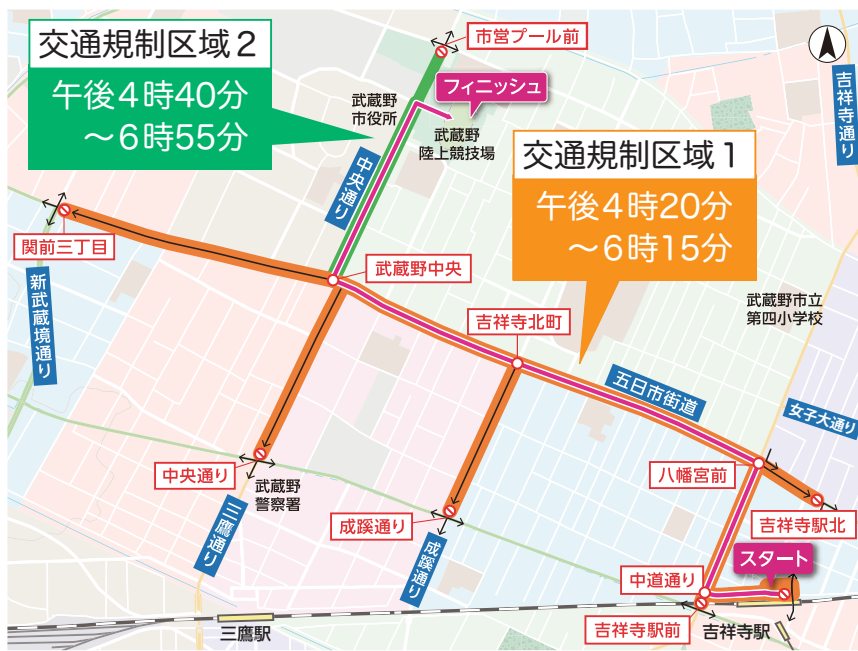 交通規制区域2
午後4時40分
～6時55分
市営プール前
フィニッシュ
武蔵野
市役所
武蔵野
陸上競技場
吉祥寺通り
交通規制区域1
午後4時20分
～6時15分
中央通り
関前三丁目
武蔵野中央
新武蔵境通り
吉祥寺北町
武蔵野市立
第四小学校
五日市街道
女子大通り
中央通り
武蔵野
警察署
八幡宮前
三鷹通り
成蹊通り
成蹊通り
吉祥寺駅北
スタート
中道通り
吉祥寺駅前
吉祥寺駅
三鷹駅